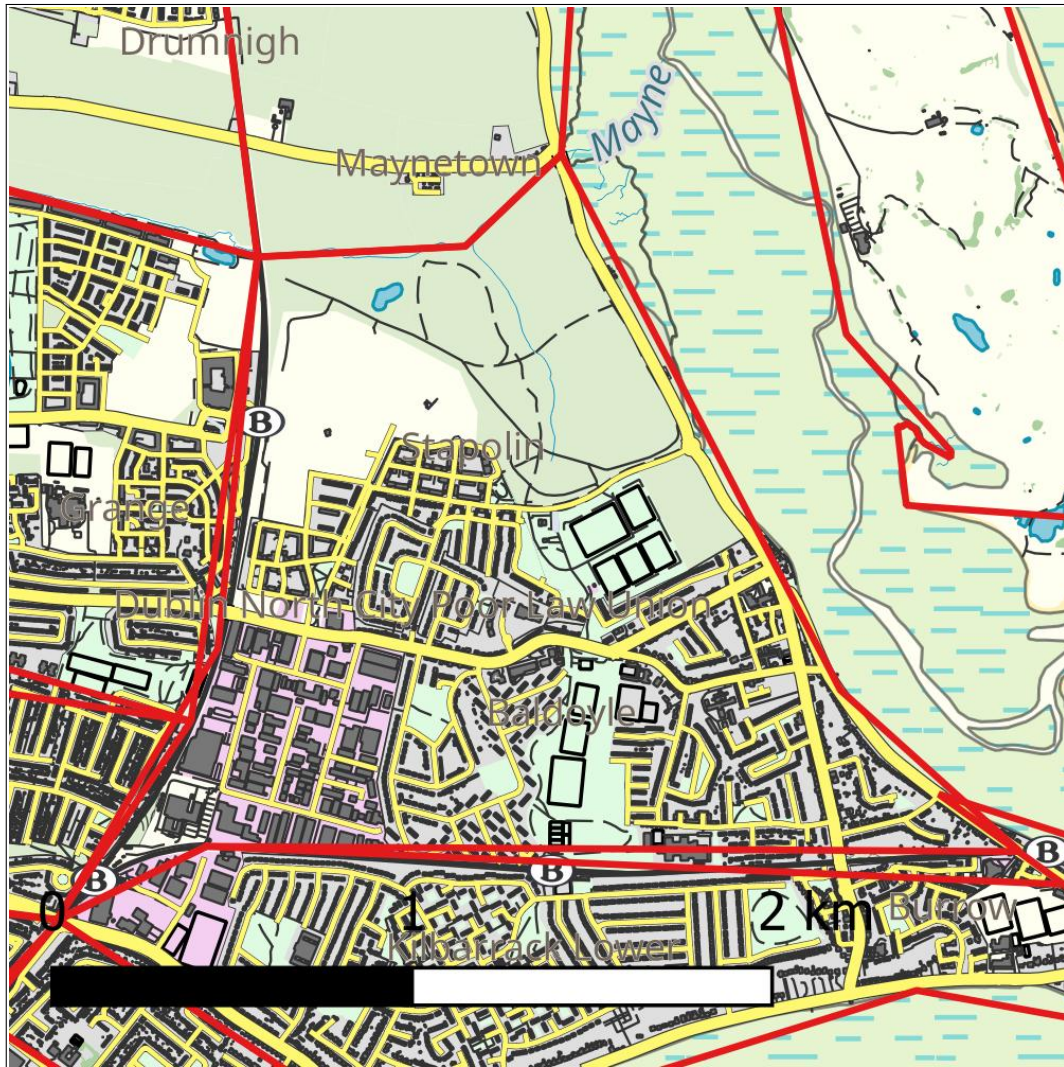 Drumnigh
Mayne
Maynetown
B
Stapolin
Grange
Dublin North City Poor Law Union
Baldoyle
B
B
B
0 1 2 km
Burrow
Kilbarrack Lower